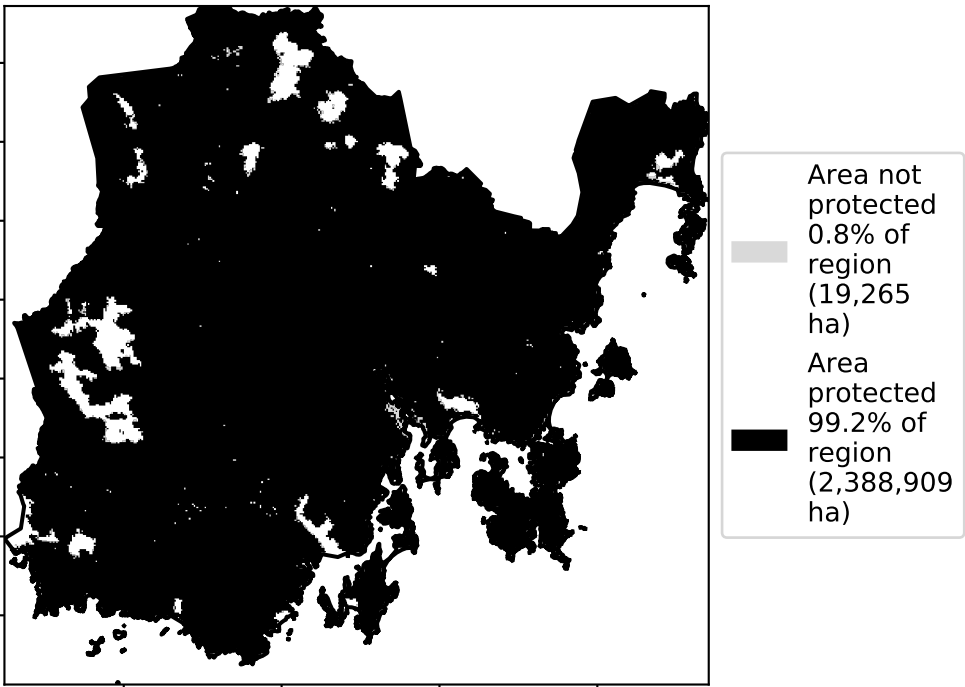 Area not
protected
0.8% of
region
(19,265
ha)
Area
protected
99.2% of
region
(2,388,909
ha)